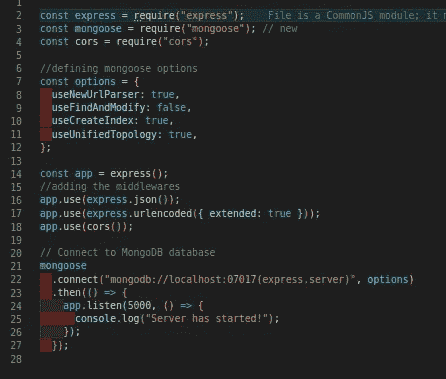 1
2 const express = require("express"); File is a CommonJS module; it
3 const mongoose = require("mongoose"); // new
4 const cors = require("cors");
5
6 //defining mongoose options
7 const options = {
8 useNewUrlParser: true,
9 useFindAndModify: false,
10 useCreateIndex: true,
11 useUnifiedTopology: true,
12 };
13
14 const app = express();
15 //adding the middlewares
16 app.use(express.json());
17 app.use(express.urlencoded({ extended: true }));
18 app.use(cors());
19
20 // Connect to MongoDB database
21 mongoose
22 .connect("mongodb://localhost:07017(express.server)", options)
23 .then(() => {
24 app.listen(5000, () => {
25 console.log("Server has started!");
26 });
27 });
28